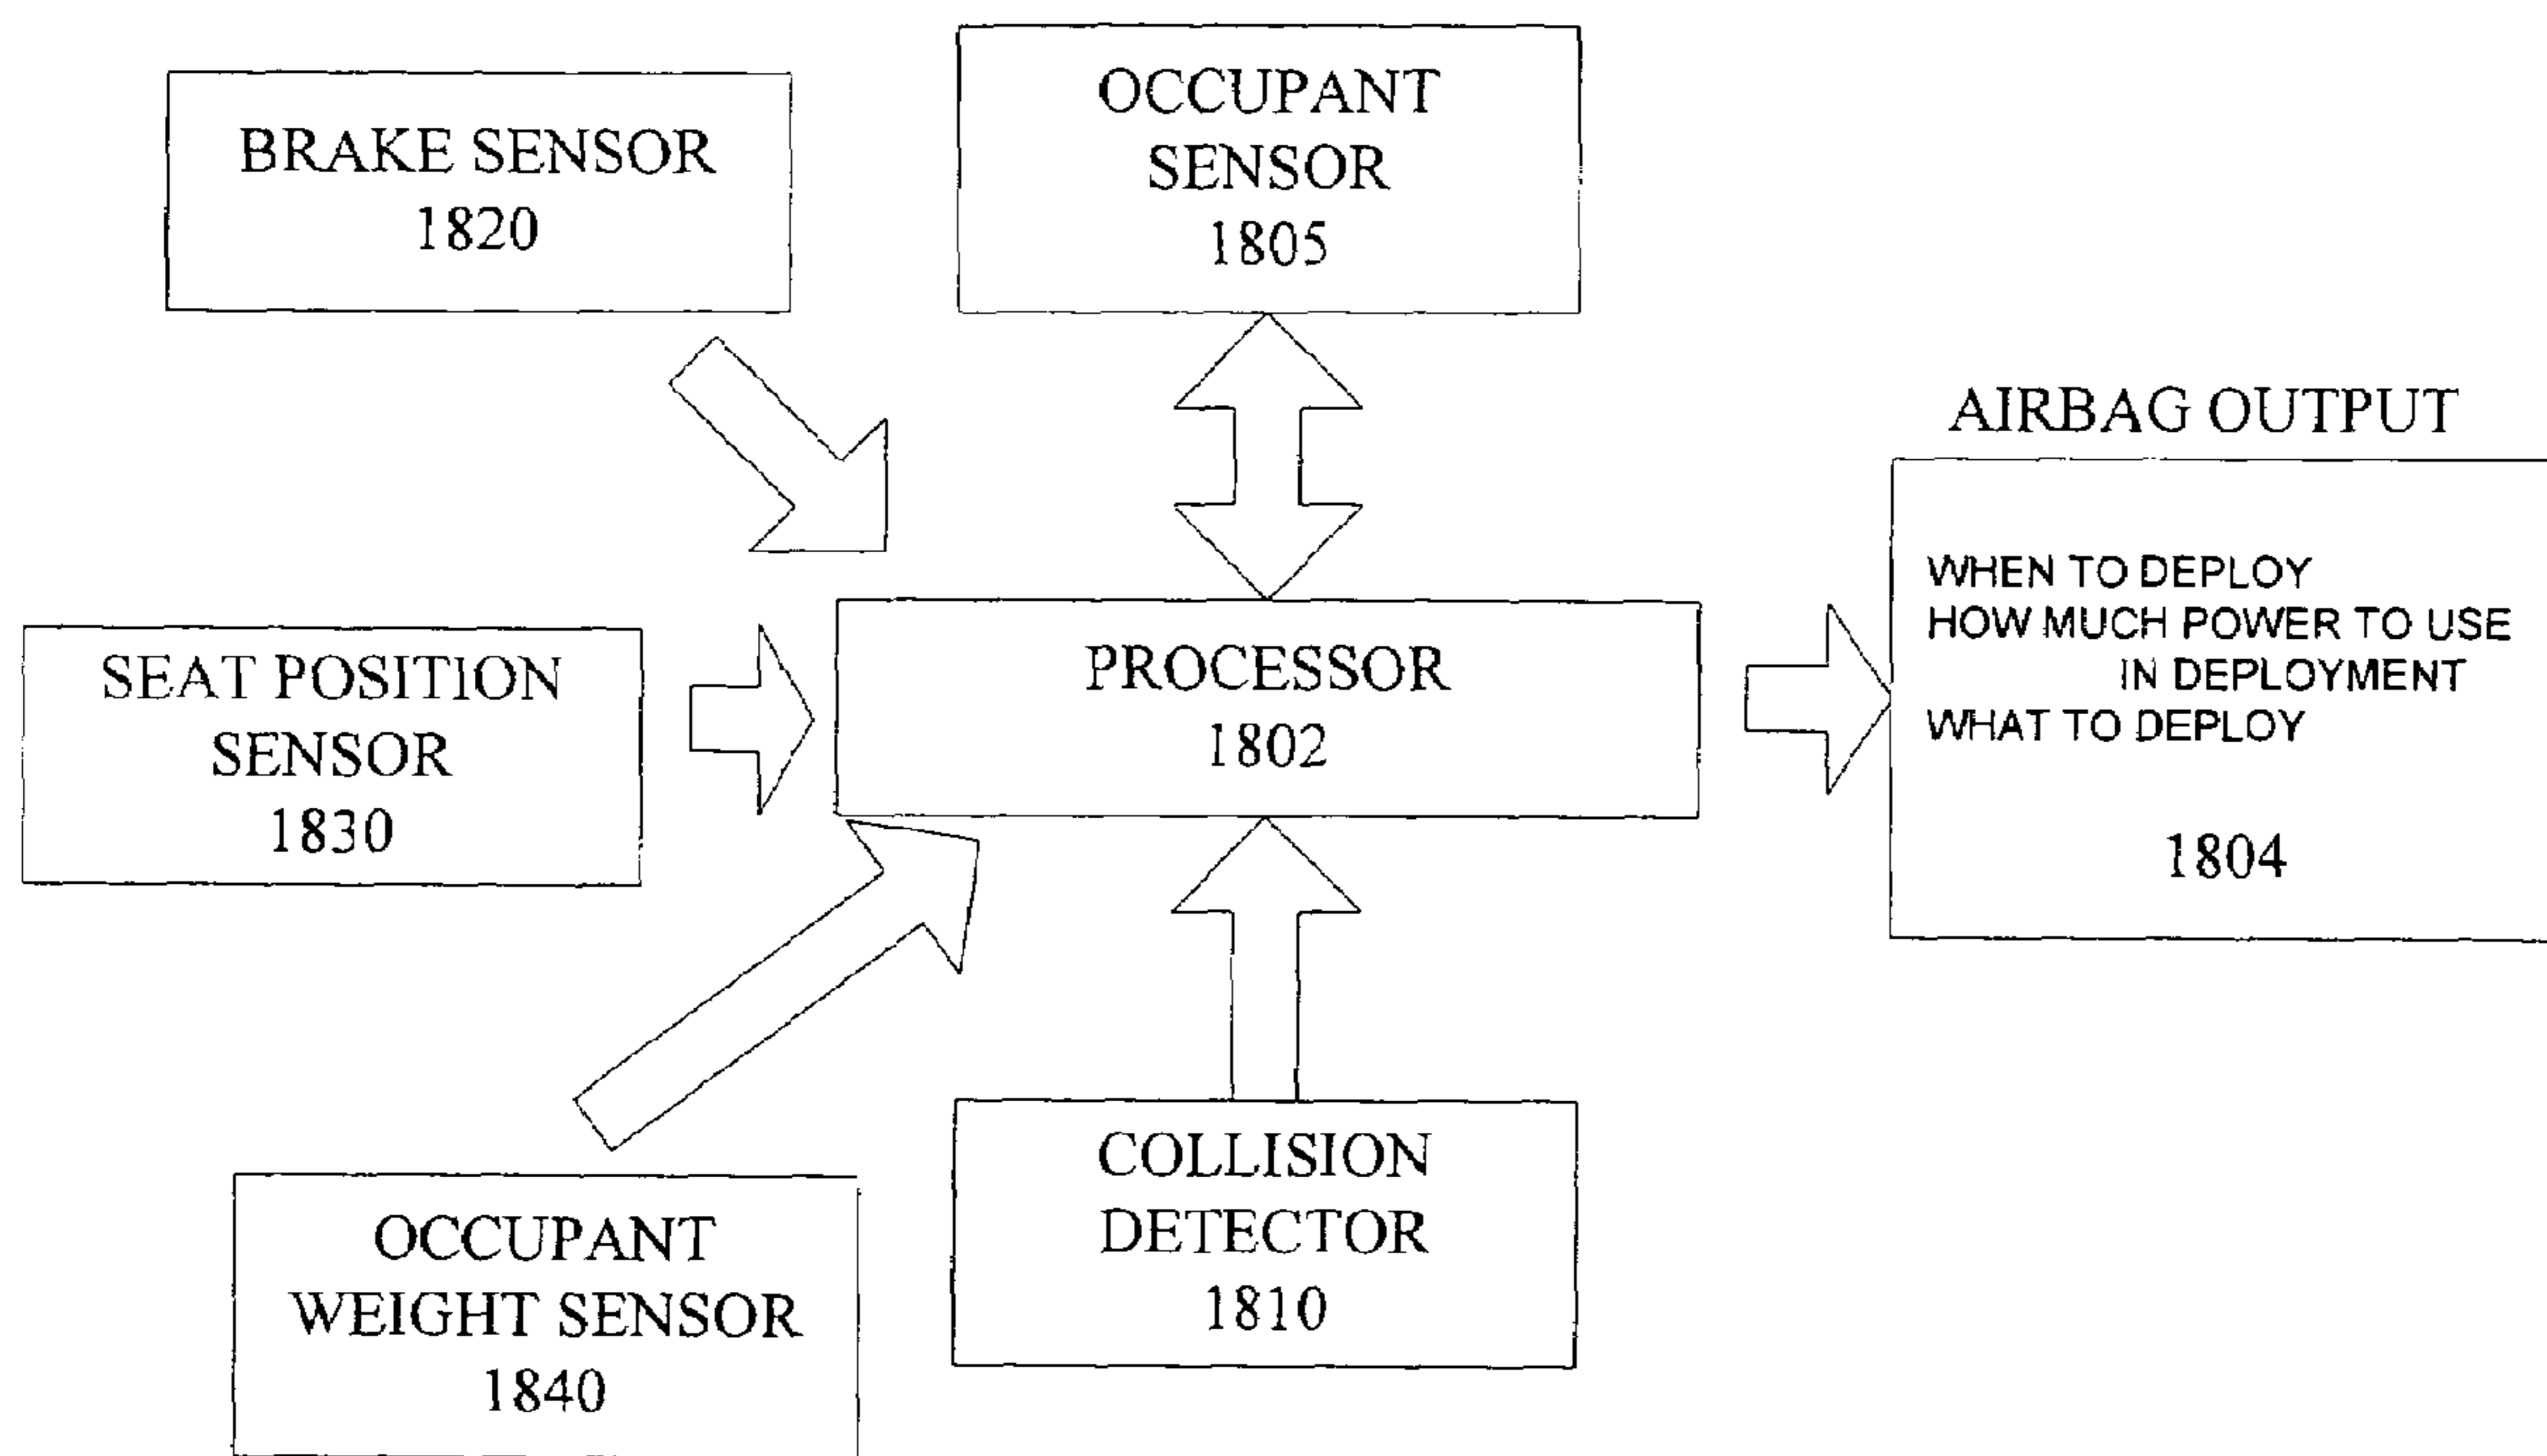 BRAKE SENSOR
1820
OCCUPANT
SENSOR
1805
AIRBAG OUTPUT
WHEN TO DEPLOY
HOW MUCH POWER TO USE
IN DEPLOYMENT
WHAT TO DEPLOY
1804
SEAT POSITION
SENSOR
1830
PROCESSOR
1802
OCCUPANT
WEIGHT SENSOR
1840
COLLISION
DETECTOR
1810